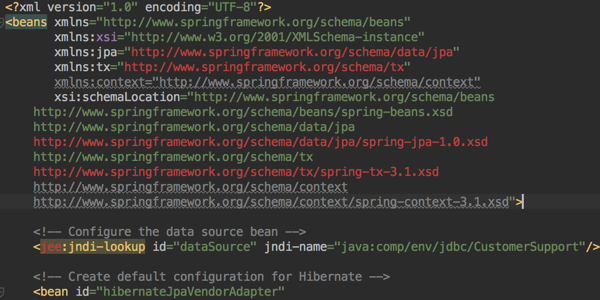 <?xml version="1.0" encoding="UTF-8"?>
<beans xmlns="http://www.springframework.org/schema/beans"
xmlns:xsi="http://www.w3.org/2001/XMLSchema-instance"
xmlns:jpa="http://www.springframework.org/schema/data/jpa"
xmlns:tx="http://www.springframework.org/schema/tx"
xmlns:context="http://www.springframework.org/schema/context"
xsi:schemaLocation="http://www.springframework.org/schema/beans
http://www.springframework.org/schema/beans/spring-beans.xsd
http://www.springframework.org/schema/data/jpa
http://www.springframework.org/schema/data/jpa/spring-jpa-1.0.xsd
http://www.springframework.org/schema/tx
http://www.springframework.org/schema/tx/spring-tx-3.1.xsd
http://www.springframework.org/schema/context
http://www.springframework.org/schema/context/spring-context-3.1.xsd">
<!-- Configure the data source bean -->
<jee:jndi-lookup id="dataSource" jndi-name="java:comp/env/jdbc/CustomerSupport"/>
<!-- Create default configuration for Hibernate -->
<bean id="hibernateJpaVendorAdapter"